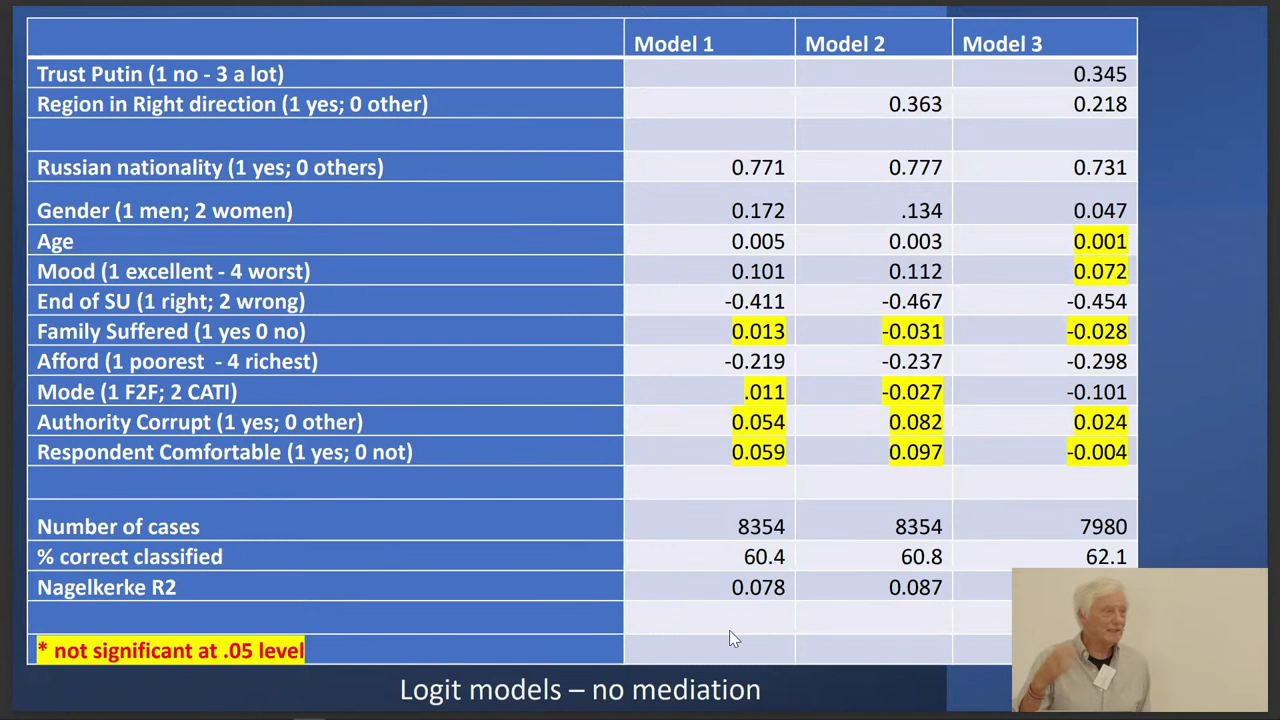 Model 1 Model 2 Model 3
Trust Putin (1 no - 3 a lot) 0.345
Region in Right direction (1 yes; 0 other) 0.363 0.218
Russian nationality (1 yes; 0 others) 0.771 0.777 0.731
Gender (1 men; 2 women) 0.172 .134 0.047
Age 0.005 0.003 0.001
Mood (1 excellent - 4 worst) 0.101 0.112 0.072
End of SU (1 right; 2 wrong) -0.411 -0.467 -0.454
Family Suffered (1 yes 0 no) 0.013 -0.031 -0.028
Afford (1 poorest - 4 richest) -0.219 -0.237 -0.298
Mode (1 F2F; 2 CATI) .011 -0.027 -0.101
Authority Corrupt (1 yes; 0 other) 0.054 0.082 0.024
Respondent Comfortable (1 yes; 0 not) 0.059 0.097 -0.004
Number of cases 8354 8354 7980
% correct classified 60.4 60.8 62.1
Nagelkerke R2 0.078 0.087
* not significant at .05 level
Logit models – no mediation